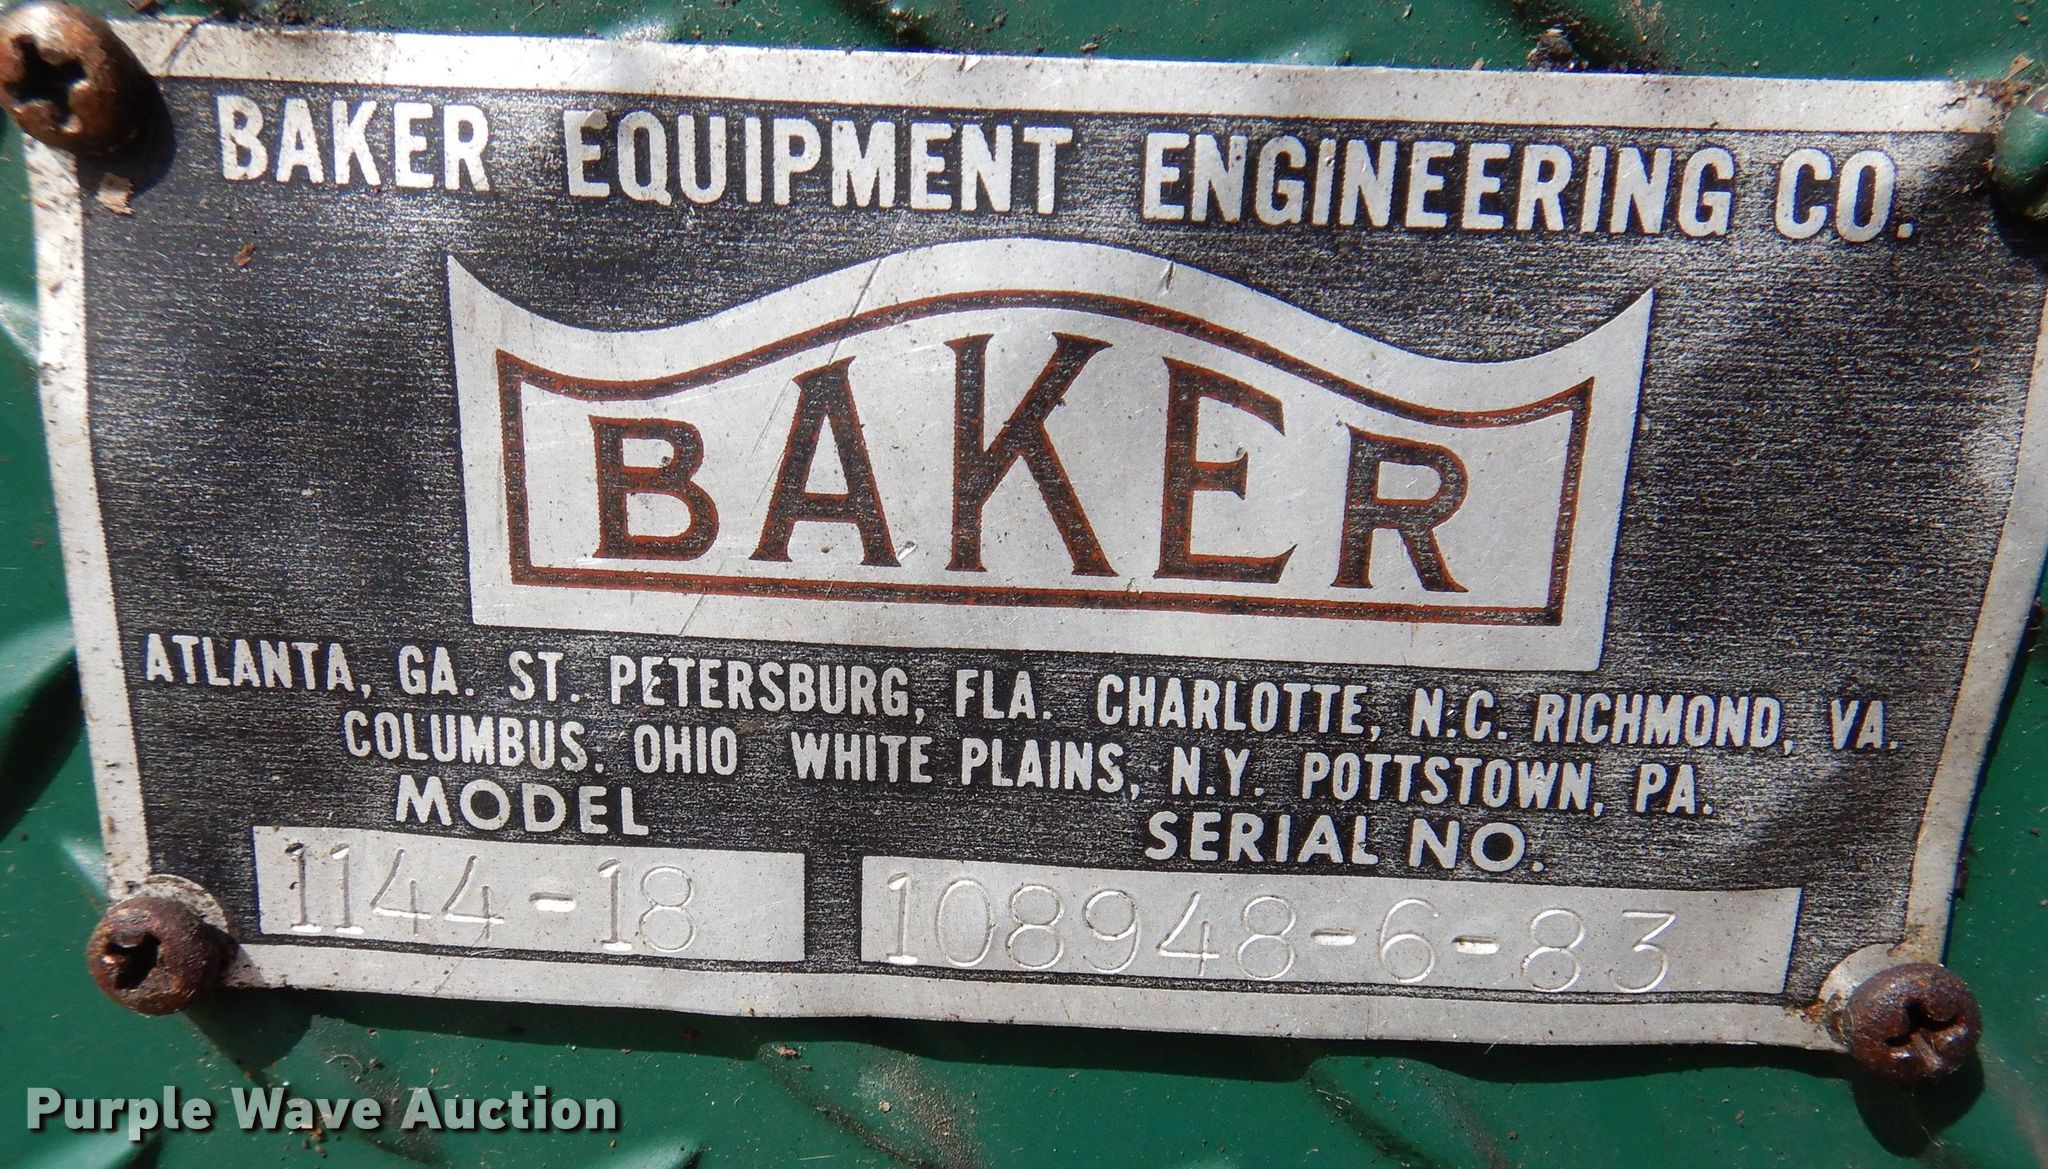 BAKER EQUIPMENT ENGINEERING CO.
BAKER
ATLANTA, GA. ST. PETERSBURG, FLA. CHARLOTTE, N.C. RICHMOND, VA.
COLUMBUS. OHIO WHITE PLAINS, N.Y. POTTSTOWN, PA.
MODEL SERIAL NO.
1144-18 108948-6-83
Purple Wave Auction